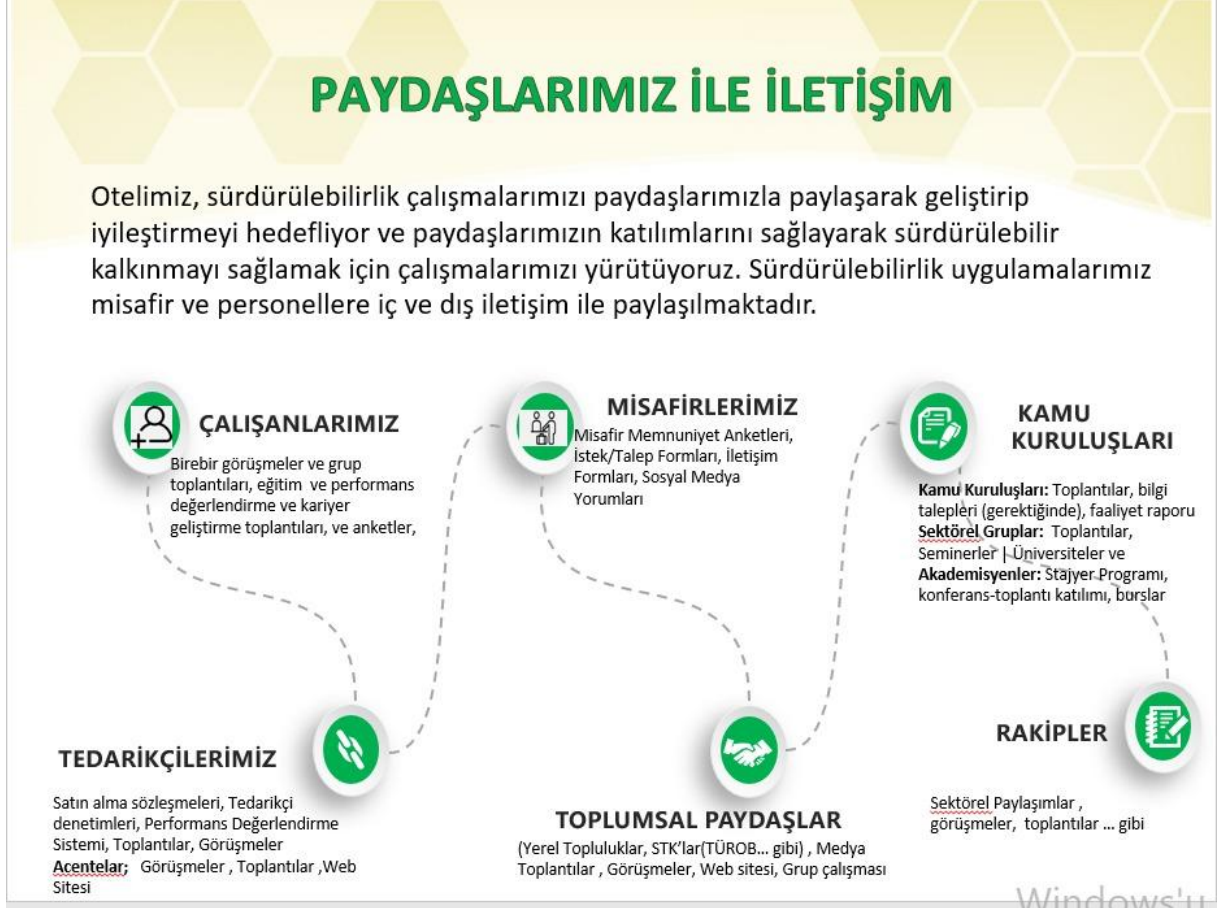 PAYDAŞLARIMIZ İLE İLETİŞİM
Otelimiz, sürdürülebilirlik çalışmalarımızı paydaşlarımızla paylaşarak geliştirip
iyileştirmeyi hedefliyor ve paydaşlarımızın katılımlarını sağlayarak sürdürülebilir
kalkınmayı sağlamak için çalışmalarımızı yürütüyoruz. Sürdürülebilirlik uygulamalarımız
misafir ve personellere iç ve dış iletişim ile paylaşılmaktadır.
ÇALIŞANLARIMIZ
Birebir görüşmeler ve grup
toplantıları, eğitim ve performans
değerlendirme ve kariyer
geliştirme toplantıları, ve anketler,
MİSAFİRLERİMİZ
Misafir Memnuniyet Anketleri,
İstek/Talep Formları, İletişim
Formları, Sosyal Medya
Yorumları
KAMU
KURULUŞLARI
Kamu Kuruluşları: Toplantılar, bilgi
talepleri (gerektiğinde), faaliyet raporu
Sektörel Gruplar: Toplantılar,
Seminerler | Üniversiteler ve
Akademisyenler: Stajyer Programı,
konferans-toplantı katılımı, burslar
TEDARİKÇİLERİMİZ
Satın alma sözleşmeleri, Tedarikçi
denetimleri, Performans Değerlendirme
Sistemi, Toplantılar, Görüşmeler
Acentelar; Görüşmeler , Toplantılar ,Web
Sitesi
TOPLUMSAL PAYDAŞLAR
(Yerel Topluluklar, STK'lar(TÜROB... gibi) , Medya
Toplantılar , Görüşmeler, Web sitesi, Grup çalışması
RAKİPLER
Sektörel Paylaşımlar ,
görüşmeler, toplantılar ... gibi
Windows'u